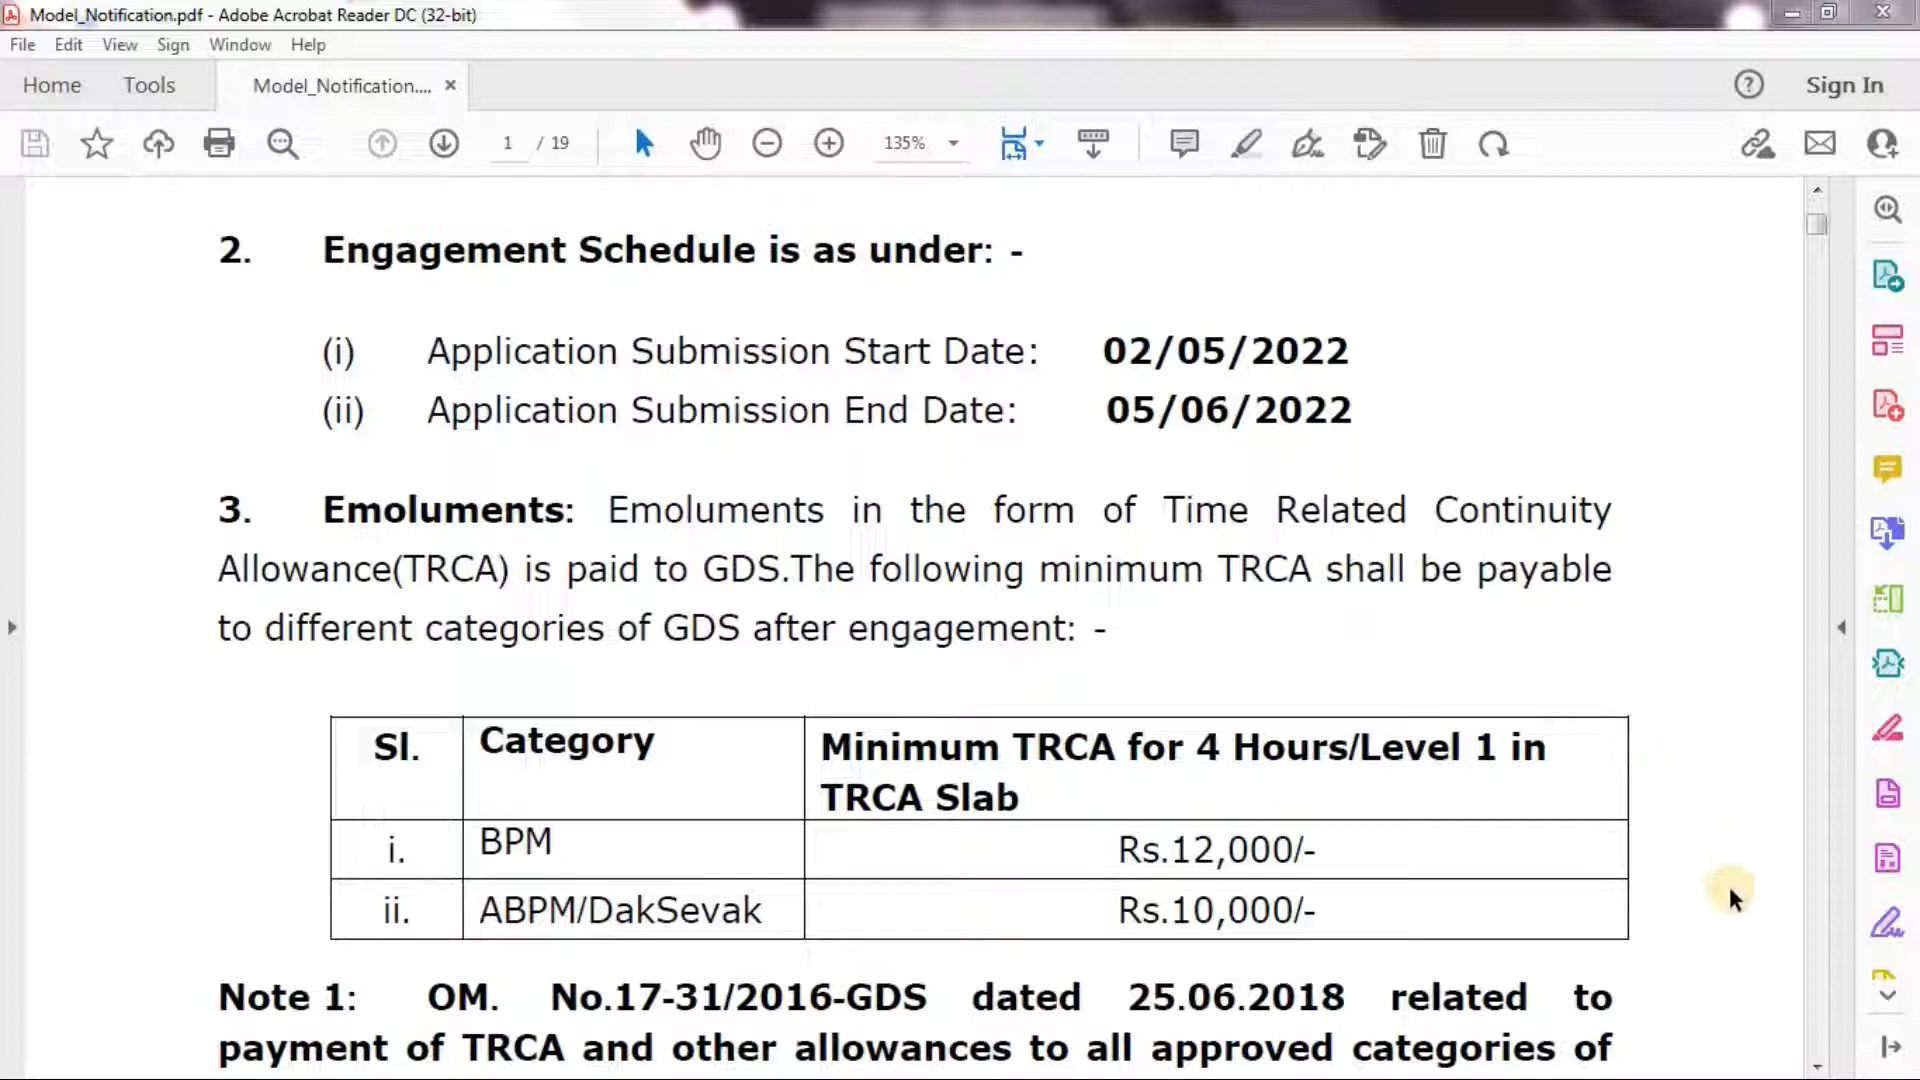 Model_Notification.pdf - Adobe Acrobat Reader DC (32-bit)
File Edit View Sign Window Help
Home Tools Model_Notification.... × Sign In
1 / 19 135%
2. Engagement Schedule is as under: -
(i) Application Submission Start Date: 02/05/2022
(ii) Application Submission End Date: 05/06/2022
3. Emoluments: Emoluments in the form of Time Related Continuity
Allowance(TRCA) is paid to GDS.The following minimum TRCA shall be payable
to different categories of GDS after engagement: -
Sl. Category Minimum TRCA for 4 Hours/Level 1 in
TRCA Slab
i. BPM Rs.12,000/-
ii. ABPM/DakSevak Rs.10,000/-
Note 1: OM. No.17-31/2016-GDS dated 25.06.2018 related to
payment of TRCA and other allowances to all approved categories of